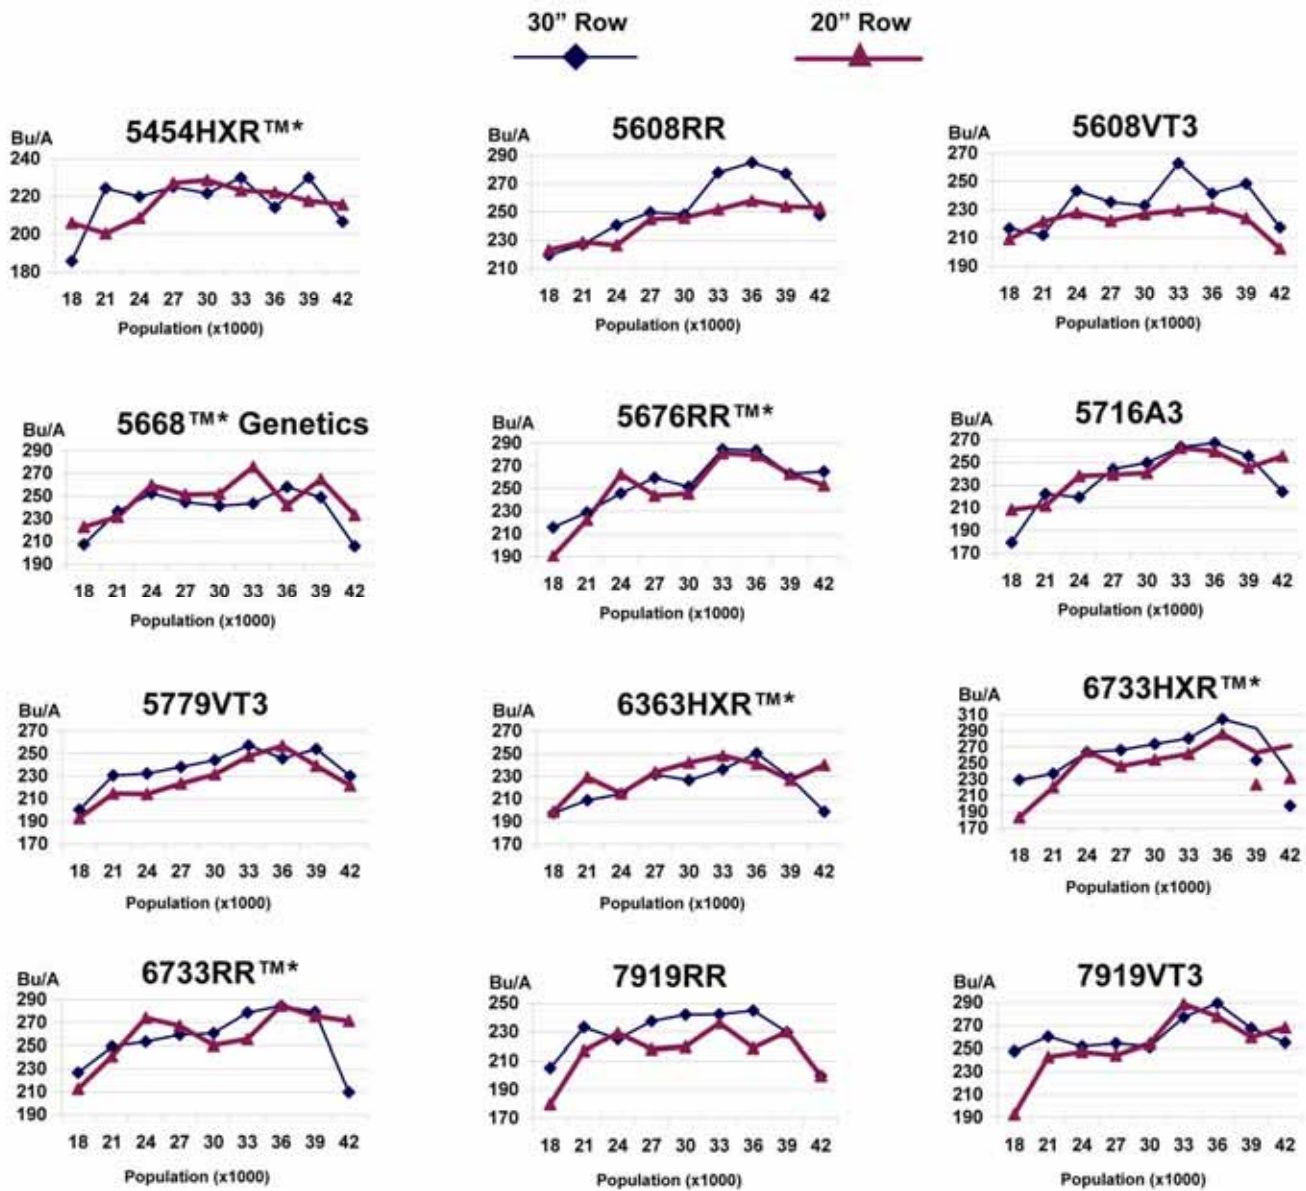 30” Row 20” Row
5454HXR™* 5608RR 5608VT3
Bu/A Bu/A Bu/A
240 290 270
220 270 250
200 250 230
180 230 210
210 190
18 21 24 27 30 33 36 39 42 18 21 24 27 30 33 36 39 42 18 21 24 27 30 33 36 39 42
Population (x1000) Population (x1000) Population (x1000)
5668™* Genetics 5676RR™* 5716A3
Bu/A Bu/A Bu/A
290 290 270
270 270 250
250 250 230
230 230 210
210 210 190
190 190 170
18 21 24 27 30 33 36 39 42 18 21 24 27 30 33 36 39 42 18 21 24 27 30 33 36 39 42
Population (x1000) Population (x1000) Population (x1000)
5779VT3 6363HXR™* 6733HXR™*
Bu/A Bu/A Bu/A
270 270 310
250 250 290
230 230 270
210 210 250
190 190 230
170 170 210
190
170
18 21 24 27 30 33 36 39 42 18 21 24 27 30 33 36 39 42 18 21 24 27 30 33 36 39 42
Population (x1000) Population (x1000) Population (x1000)
6733RR™* 7919RR 7919VT3
Bu/A Bu/A Bu/A
290 250 290
270 230 270
250 210 250
230 190 230
210 170 210
190 190
18 21 24 27 30 33 36 39 42 18 21 24 27 30 33 36 39 42 18 21 24 27 30 33 36 39 42
Population (x1000) Population (x1000) Population (x1000)